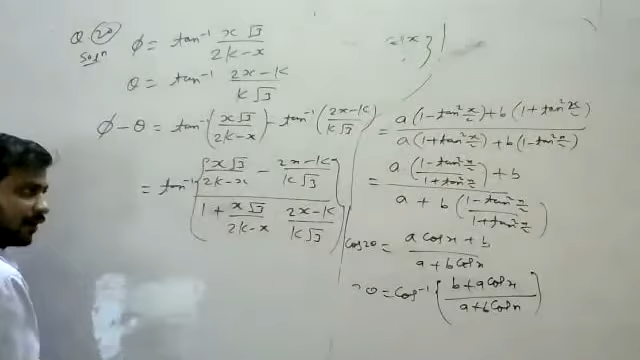 Q 20 φ = tan⁻¹ x√3 / 2k-x
Solⁿ
θ = tan⁻¹ 2x-k / k√3
φ - θ = tan⁻¹ (x√3 / 2k-x) - tan⁻¹ (2x-k / k√3)
= tan⁻¹ { (x√3 / 2k-x - 2x-k / k√3) / (1 + x√3 / 2k-x 2x-k / k√3) }
= a (1 - tan² x/2) + b (1 + tan² x/2) / a (1 + tan² x/2) + b (1 - tan² x/2)
= a (1 - tan² x/2 / 1 + tan² x/2) + b / a + b (1 - tan² x/2 / 1 + tan² x/2)
cos 2θ = a cos x + b / a + b cos x
2θ = cos⁻¹ { b + a cos x / a + b cos x }